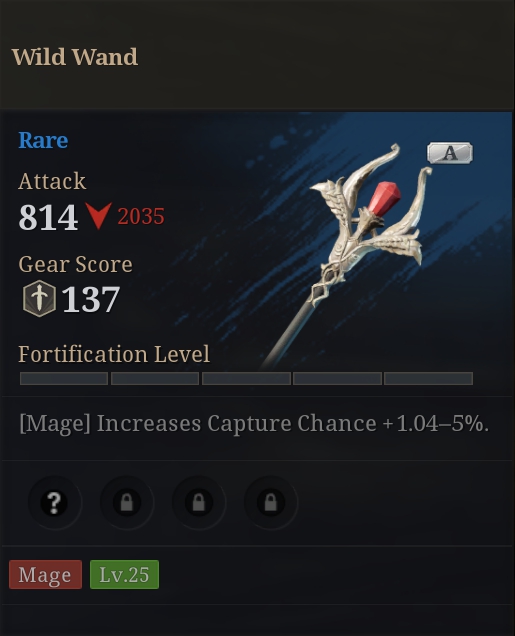 Wild Wand
Rare
A
Attack
814 2035
Gear Score
137
Fortification Level
[Mage] Increases Capture Chance +1.04–5%.
?
Mage Lv.25